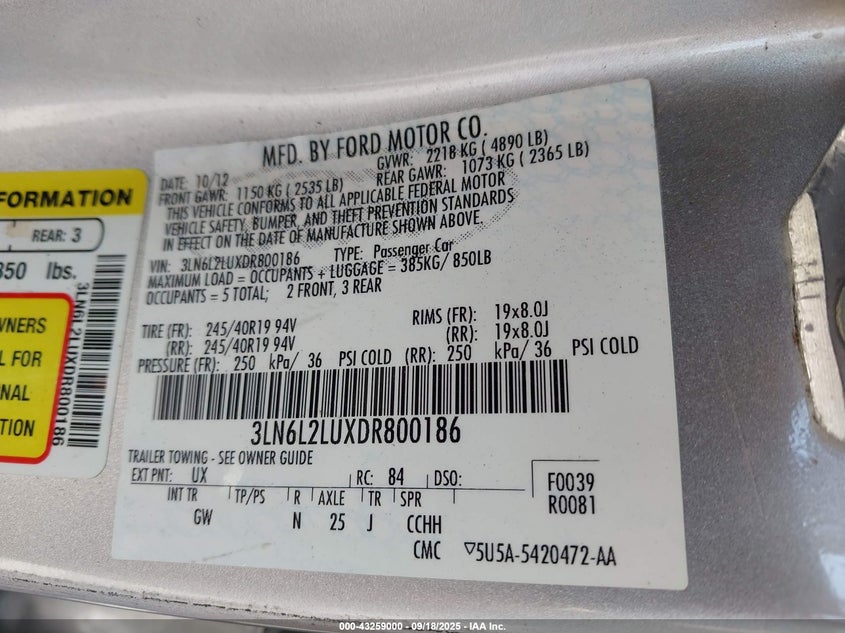 MFD. BY FORD MOTOR CO.
DATE: 10/12 GVWR: 2218 KG ( 4890 LB)
FRONT GAWR: 1150 KG ( 2535 LB) REAR GAWR: 1073 KG ( 2365 LB)
THIS VEHICLE CONFORMS TO ALL APPLICABLE FEDERAL MOTOR
VEHICLE SAFETY, BUMPER, AND THEFT PREVENTION STANDARDS
IN EFFECT ON THE DATE OF MANUFACTURE SHOWN ABOVE.
VIN: 3LN6L2LUXDR800186 TYPE: Passenger Car
MAXIMUM LOAD = OCCUPANTS + LUGGAGE = 385KG/ 850LB
OCCUPANTS = 5 TOTAL; 2 FRONT, 3 REAR
TIRE (FR): 245/40R19 94V RIMS (FR): 19x8.0J
(RR): 245/40R19 94V (RR): 19x8.0J
PRESSURE (FR): 250 kPa/ 36 PSI COLD (RR): 250 kPa/ 36 PSI COLD
3LN6L2LUXDR800186
TRAILER TOWING - SEE OWNER GUIDE
EXT PNT: UX RC: 84 DSO: F0039
R0081
INT TR TP/PS R AXLE TR SPR
GW N 25 J CCHH
CMC ▽5U5A-5420472-AA
FORMATION
REAR: 3
350 lbs.
WNERS
L FOR
NAL
TION
3LN6L2LUXDR800186
000-43259000 - 09/18/2025 - IAA Inc.